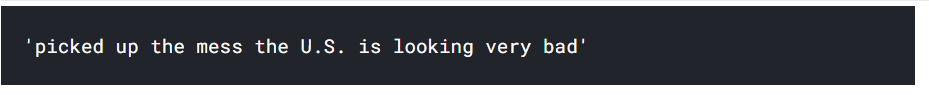 'picked up the mess the U.S. is looking very bad'